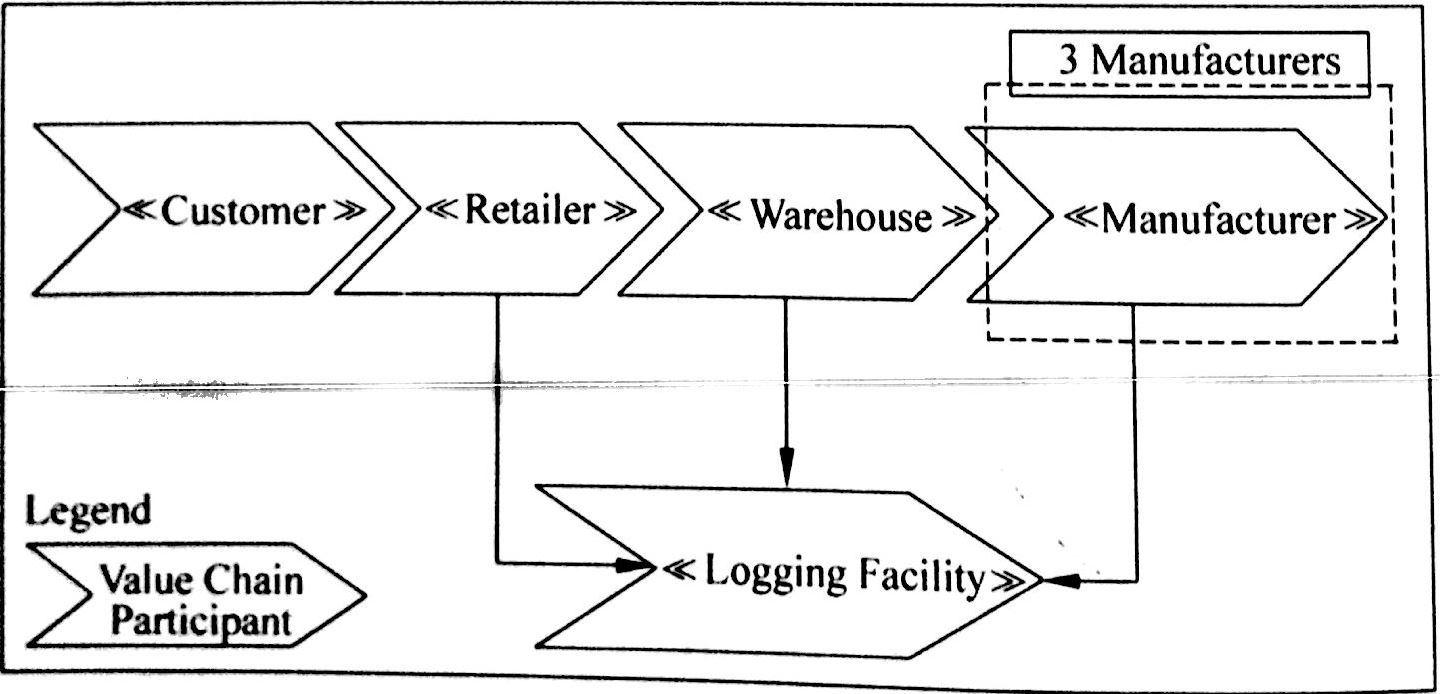 3 Manufacturers
≪Customer≫
≪Retailer≫
≪ Warehouse ≫
≪Manufacturer≫
Legend
Value Chain
Participant
≪Logging Facility≫